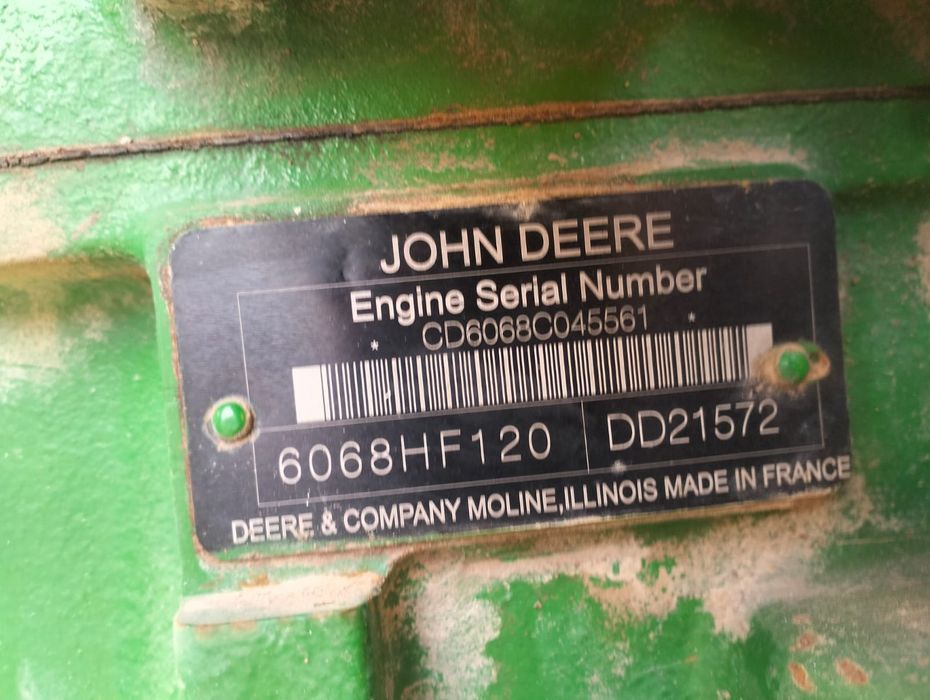 JOHN DEERE
Engine Serial Number
* CD6068C045561 *
6068HF120 DD21572
DEERE & COMPANY MOLINE,ILLINOIS MADE IN FRANCE